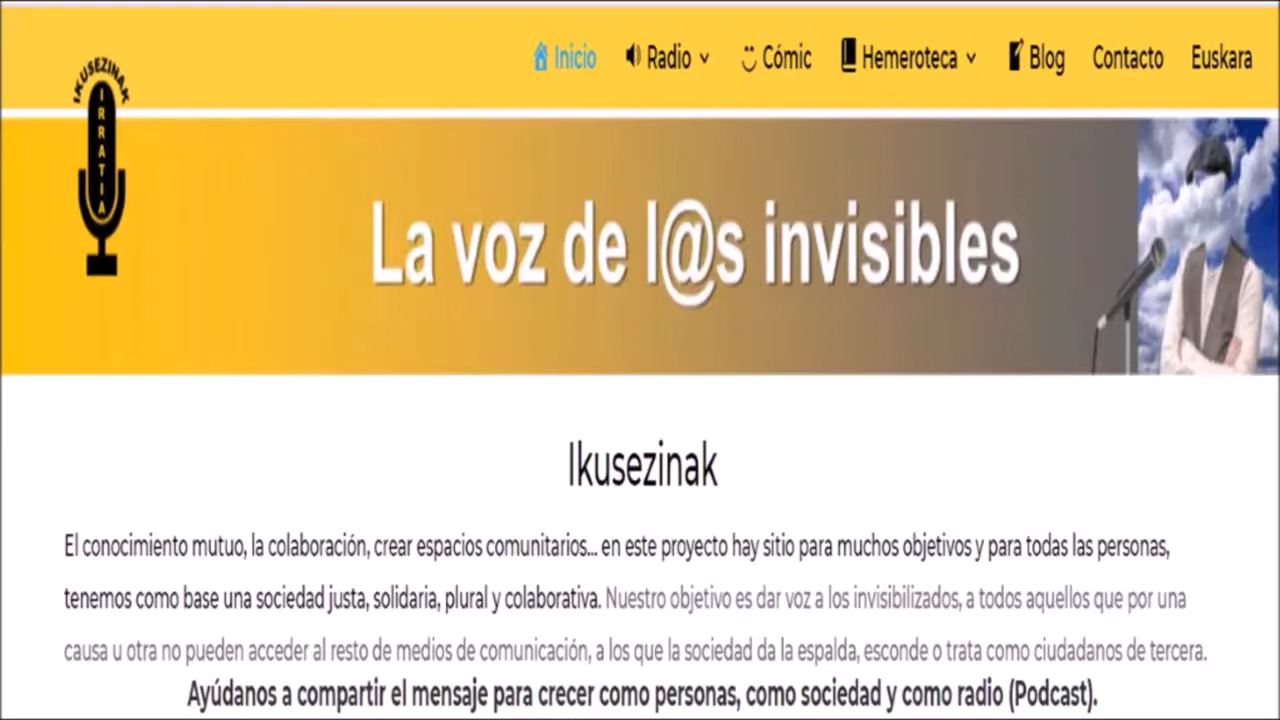 Inicio Radio Cómic Hemeroteca Blog Contacto Euskara
IKUSEZINAK
IRRATIA
La voz de l@s invisibles
Ikusezinak
El conocimiento mutuo, la colaboración, crear espacios comunitarios... en este proyecto hay sitio para muchos objetivos y para todas las personas,
tenemos como base una sociedad justa, solidaria, plural y colaborativa. Nuestro objetivo es dar voz a los invisibilizados, a todos aquellos que por una
causa u otra no pueden acceder al resto de medios de comunicación, a los que la sociedad da la espalda, esconde o trata como ciudadanos de tercera.
Ayúdanos a compartir el mensaje para crecer como personas, como sociedad y como radio (Podcast).